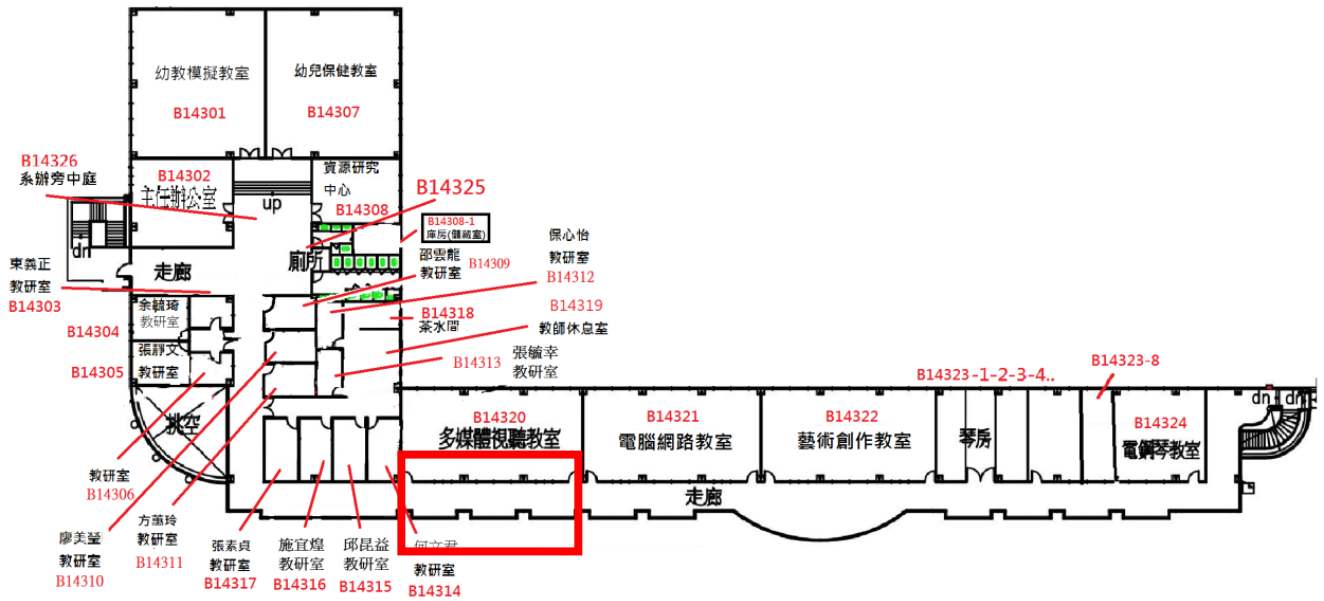 幼教模擬教室
B14301
幼兒保健教室
B14307
B14326
系辦旁中庭
B14302
主任辦公室
up
資源研究
中心
B14308
B14325
B14308-1
庫房(儲藏室)
dn
走廊
廁所
邵雲龍
教研室
B14309
保心怡
教研室
B14312
東義正
教研室
B14303
余毓琦
教研室
B14304
B14318
茶水間
B14319
教師休息室
張靜文
教研室
B14305
B14313
張毓幸
教研室
挑空
B14320
多媒體視聽教室
B14321
電腦網路教室
B14322
藝術創作教室
B14323-1-2-3-4..
琴房
B14323-8
B14324
電鋼琴教室
dn
dn
走廊
教研室
B14306
廖美瑩
教研室
B14310
方蕙玲
教研室
B14311
張素貞
教研室
B14317
施宜煌
教研室
B14316
邱昆益
教研室
B14315
何文君
教研室
B14314